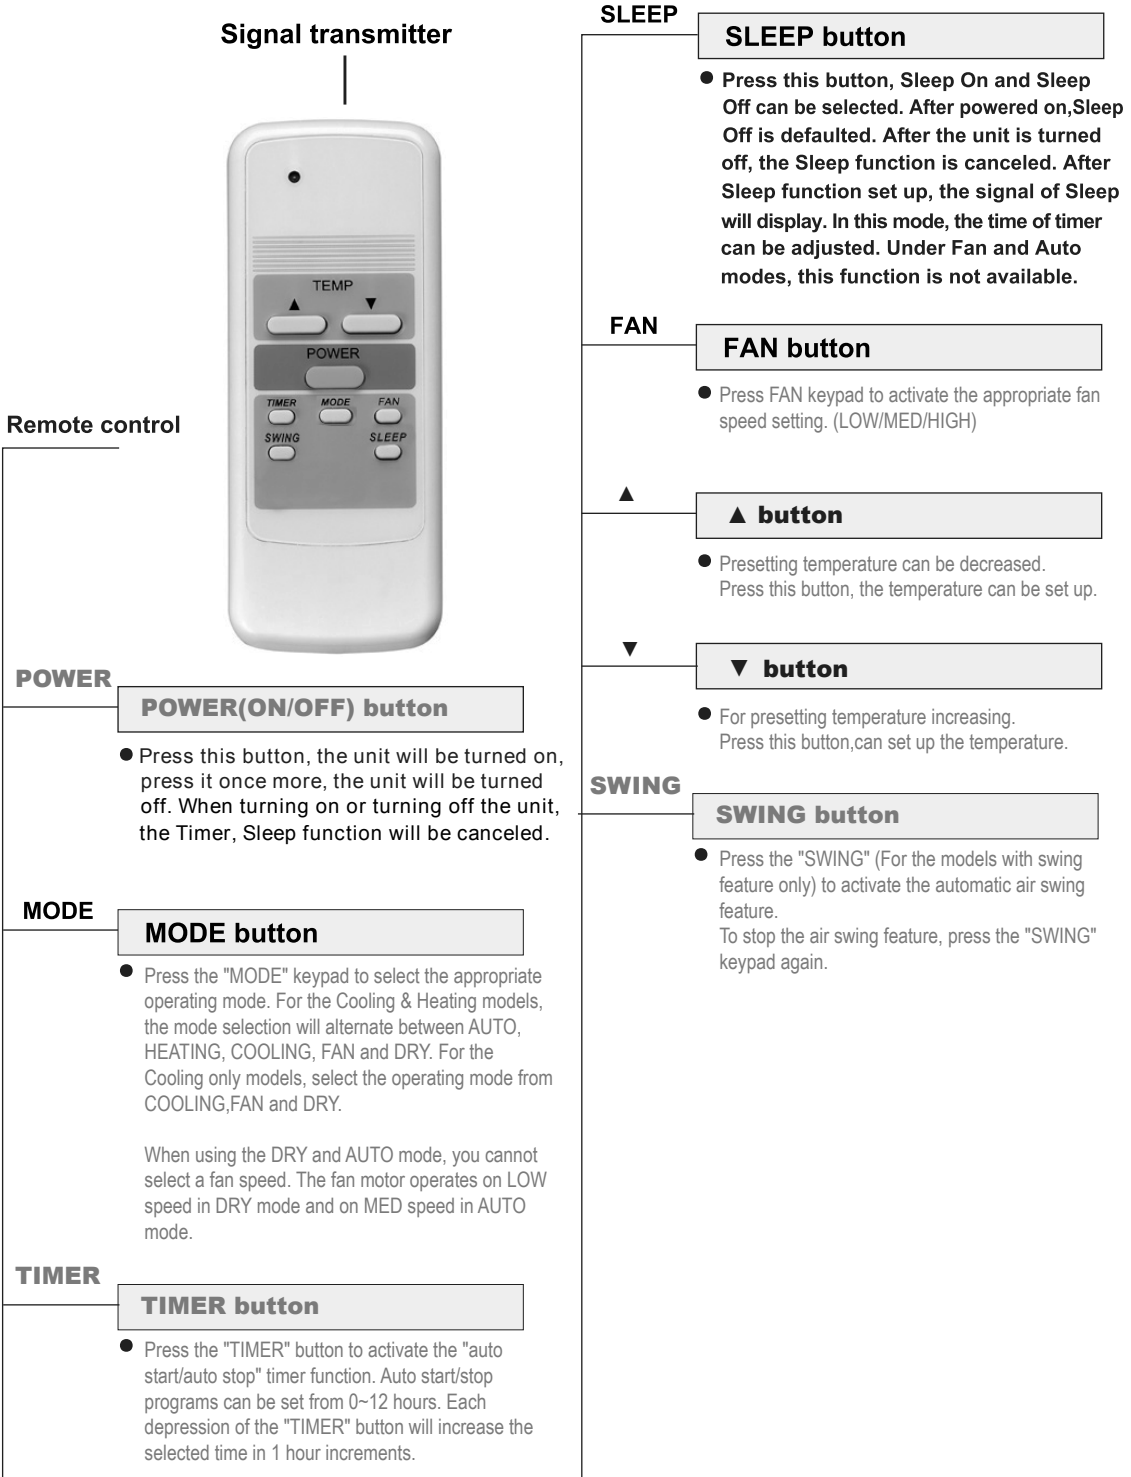 Signal transmitter
TEMP
▲ ▼
POWER
TIMER MODE FAN
SWING SLEEP
Remote control
POWER
POWER(ON/OFF) button
● Press this button, the unit will be turned on,
press it once more, the unit will be turned
off. When turning on or turning off the unit,
the Timer, Sleep function will be canceled.
MODE
MODE button
● Press the "MODE" keypad to select the appropriate
operating mode. For the Cooling & Heating models,
the mode selection will alternate between AUTO,
HEATING, COOLING, FAN and DRY. For the
Cooling only models, select the operating mode from
COOLING,FAN and DRY.
When using the DRY and AUTO mode, you cannot
select a fan speed. The fan motor operates on LOW
speed in DRY mode and on MED speed in AUTO
mode.
TIMER
TIMER button
● Press the "TIMER" button to activate the "auto
start/auto stop" timer function. Auto start/stop
programs can be set from 0~12 hours. Each
depression of the "TIMER" button will increase the
selected time in 1 hour increments.
SLEEP
SLEEP button
● Press this button, Sleep On and Sleep
Off can be selected. After powered on,Sleep
Off is defaulted. After the unit is turned
off, the Sleep function is canceled. After
Sleep function set up, the signal of Sleep
will display. In this mode, the time of timer
can be adjusted. Under Fan and Auto
modes, this function is not available.
FAN
FAN button
● Press FAN keypad to activate the appropriate fan
speed setting. (LOW/MED/HIGH)
▲
▲ button
● Presetting temperature can be decreased.
Press this button, the temperature can be set up.
▼
▼ button
● For presetting temperature increasing.
Press this button,can set up the temperature.
SWING
SWING button
● Press the "SWING" (For the models with swing
feature only) to activate the automatic air swing
feature.
To stop the air swing feature, press the "SWING"
keypad again.